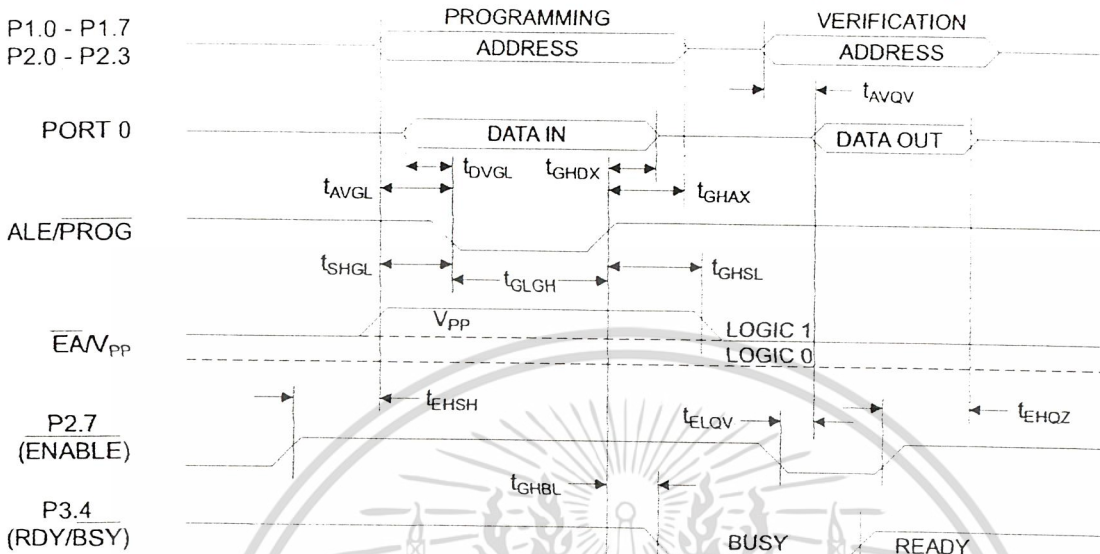 PROGRAMMING VERIFICATION
P1.0 - P1.7
P2.0 - P2.3
ADDRESS ADDRESS
tAVQV
PORT 0 DATA IN DATA OUT
tDVGL tGHDX
tAVGL tGHAX
ALE/PROG
tSHGL tGLGH tGHSL
VPP LOGIC 1
EA/VPP
LOGIC 0
tEHSH tELQV tEHQZ
P2.7
(ENABLE)
tGHBL
P3.4
(RDY/BSY) BUSY READY